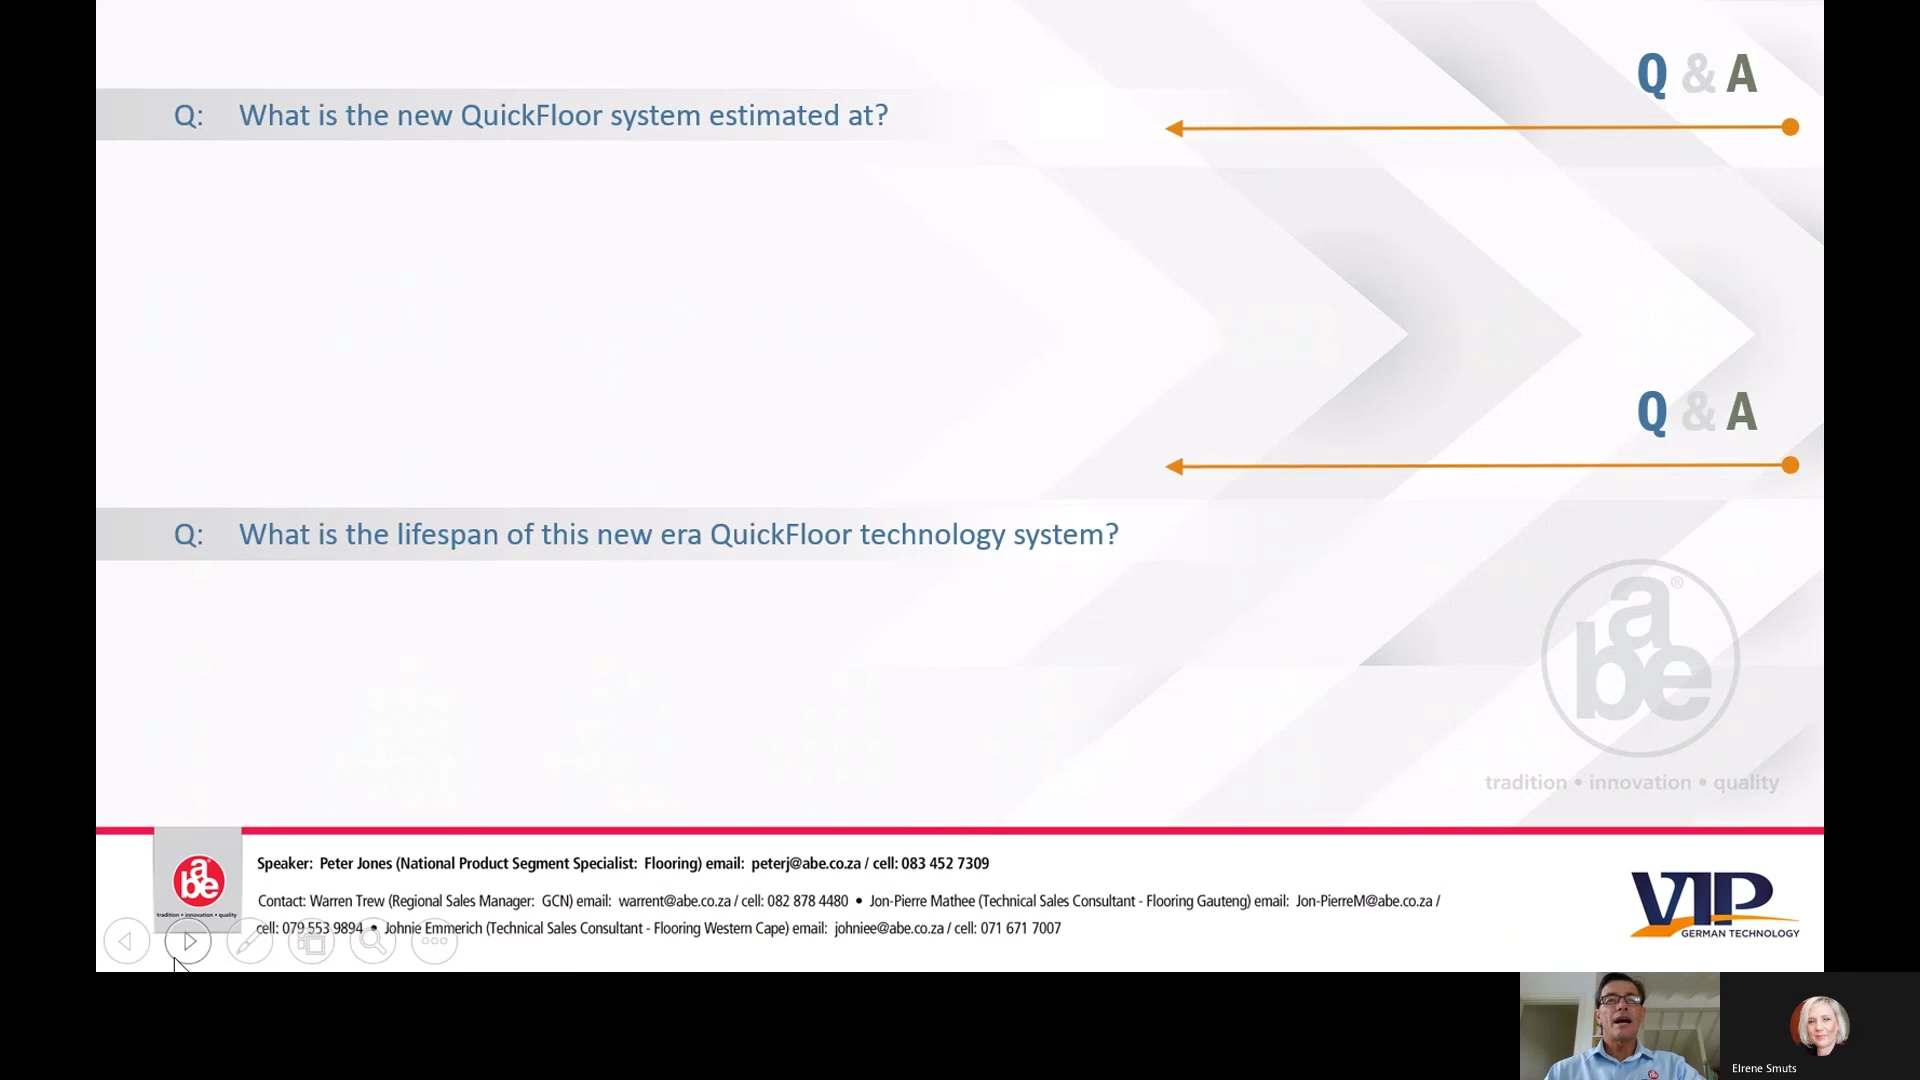 Q & A
Q: What is the new QuickFloor system estimated at?
Q & A
Q: What is the lifespan of this new era QuickFloor technology system?
abe®
tradition • innovation • quality
Speaker: Peter Jones (National Product Segment Specialist: Flooring) email: peterj@abe.co.za / cell: 083 452 7309
abe
tradition • innovation • quality
Contact: Warren Trew (Regional Sales Manager: GCN) email: warrent@abe.co.za / cell: 082 878 4480 • Jon-Pierre Mathee (Technical Sales Consultant - Flooring Gauteng) email: Jon-PierreM@abe.co.za /
cell: 079 553 9894 • Johnie Emmerich (Technical Sales Consultant - Flooring Western Cape) email: johniee@abe.co.za / cell: 071 671 7007
VIP
GERMAN TECHNOLOGY
Elrene Smuts